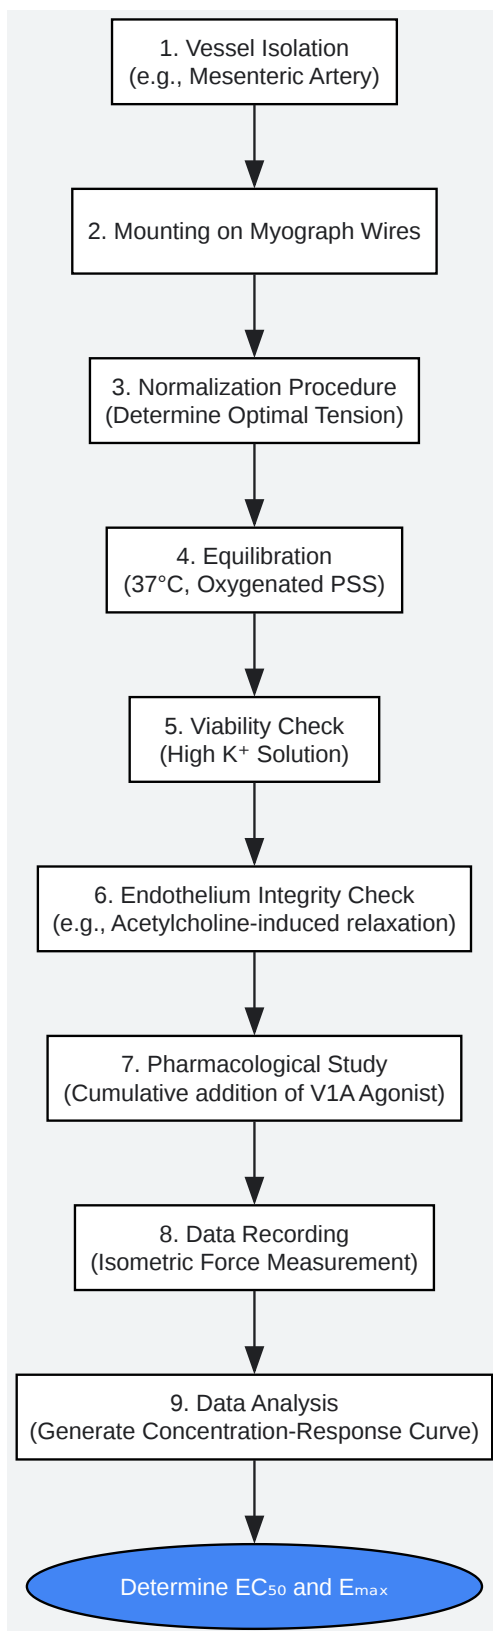 1. Vessel Isolation
(e.g., Mesenteric Artery)
2. Mounting on Myograph Wires
3. Normalization Procedure
(Determine Optimal Tension)
4. Equilibration
(37°C, Oxygenated PSS)
5. Viability Check
(High K⁺ Solution)
6. Endothelium Integrity Check
(e.g., Acetylcholine-induced relaxation)
7. Pharmacological Study
(Cumulative addition of V1A Agonist)
8. Data Recording
(Isometric Force Measurement)
9. Data Analysis
(Generate Concentration-Response Curve)
Determine EC₅₀ and Eₘₐₓ